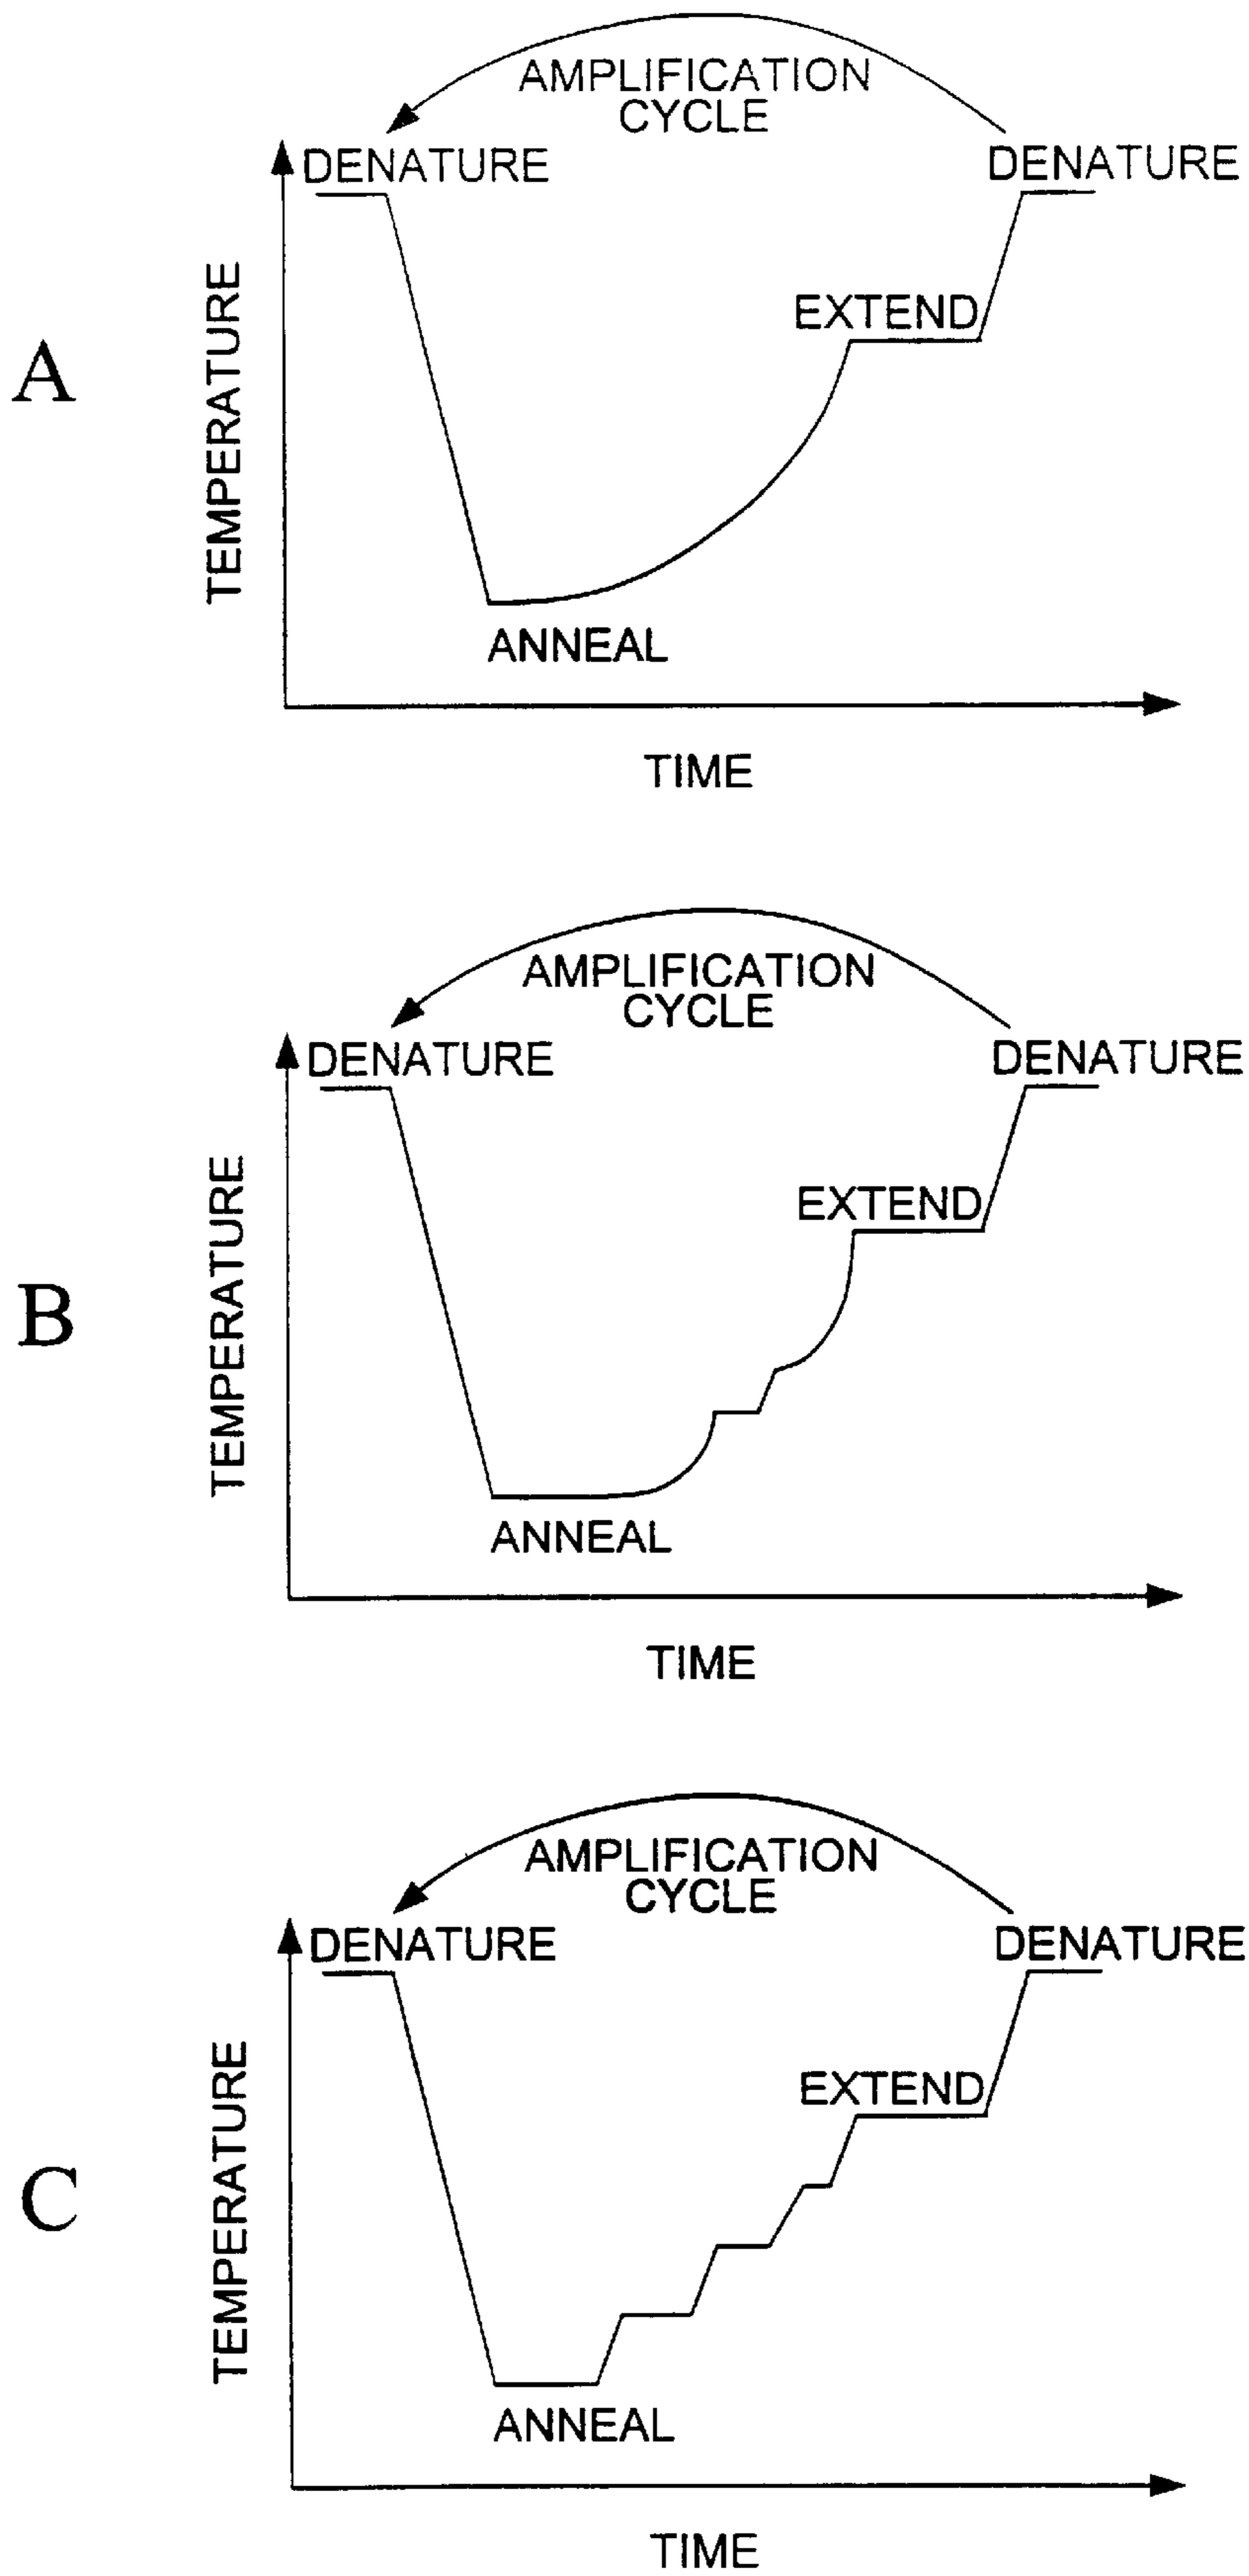 AMPLIFICATION
CYCLE
DENATURE
DENATURE
EXTEND
A
TEMPERATURE
ANNEAL
TIME
AMPLIFICATION
CYCLE
DENATURE
DENATURE
EXTEND
B
TEMPERATURE
ANNEAL
TIME
AMPLIFICATION
CYCLE
DENATURE
DENATURE
EXTEND
C
TEMPERATURE
ANNEAL
TIME